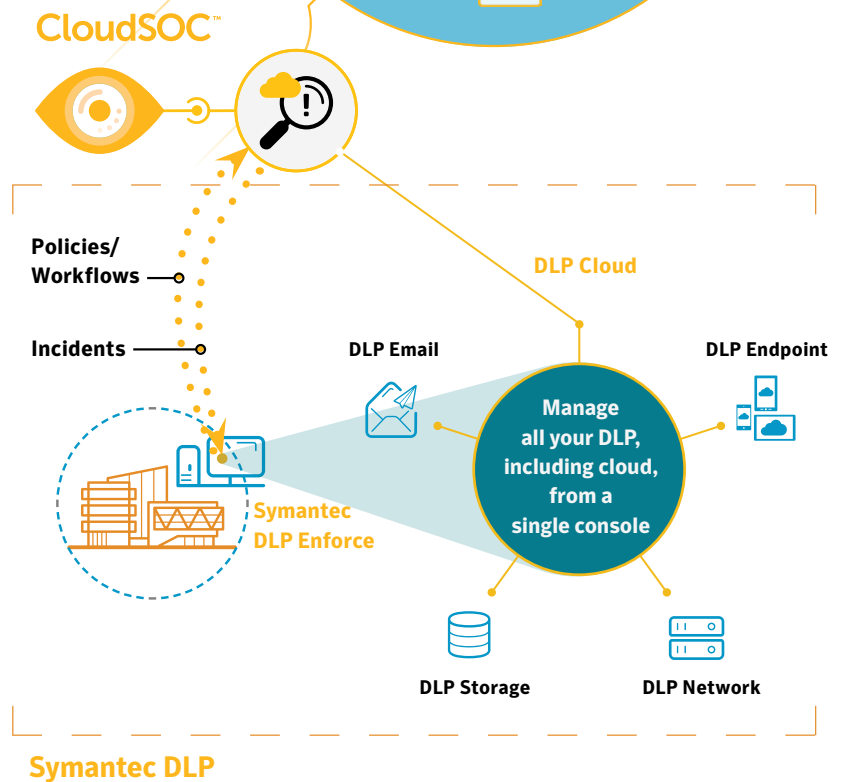 CloudSOC™
Policies/
Workflows
Incidents
DLP Cloud
DLP Email
DLP Endpoint
Manage
all your DLP,
including cloud,
from a
single console
Symantec
DLP Enforce
DLP Storage
DLP Network
Symantec DLP